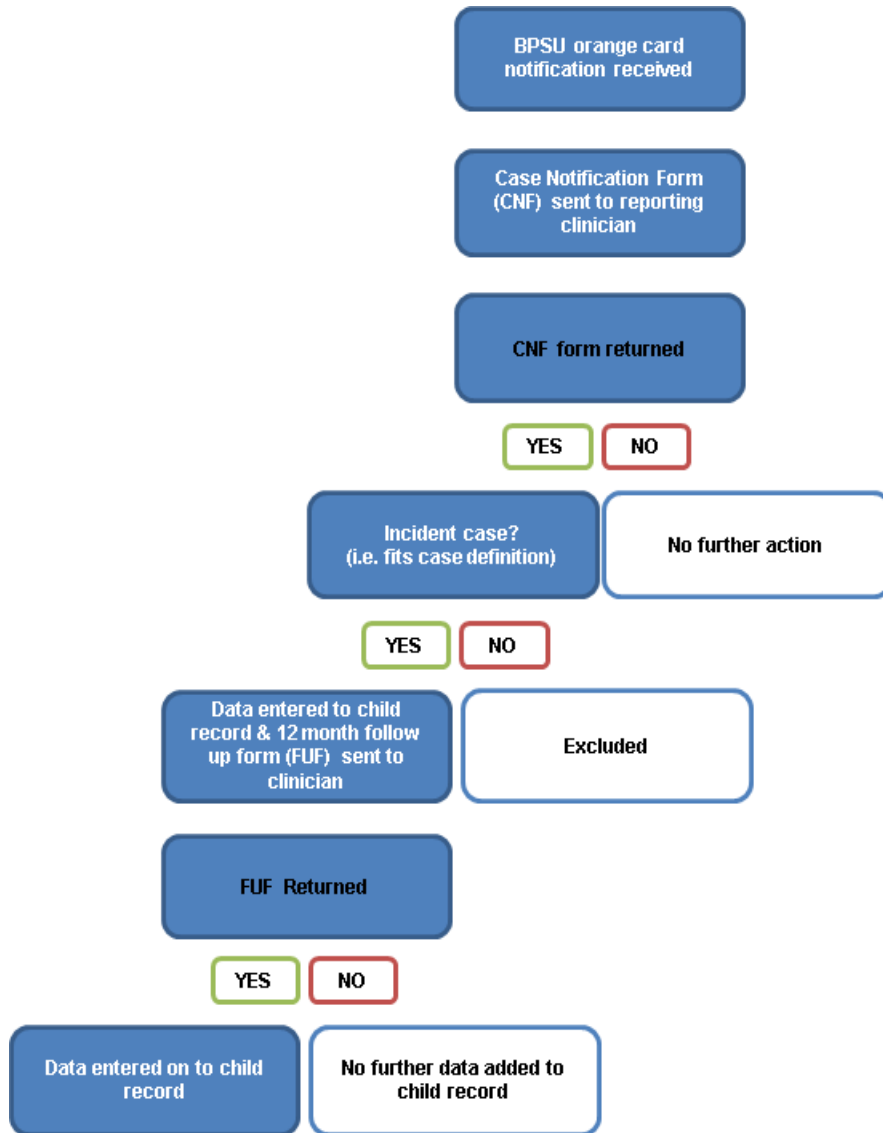 BPSU orange card
notification received
Case Notification Form
(CNF) sent to reporting
clinician
CNF form returned
YES
NO
Incident case?
(i.e. fits case definition)
No further action
YES
NO
Data entered to child
record & 12 month follow
up form (FUF) sent to
clinician
Excluded
FUF Returned
YES
NO
Data entered on to child
record
No further data added to
child record